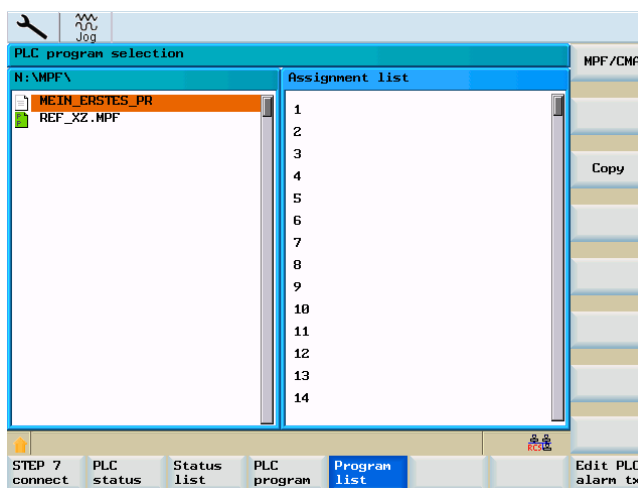 Jog
PLC program selection
MPF/CMA
N:\MPF\
Assignment list
MEIN_ERSTES_PR
REF_XZ.MPF
1
2
3
Copy
4
5
6
7
8
9
10
11
12
13
14
RCS
STEP 7 connect
PLC status
Status list
PLC program
Program list
Edit PLC alarm tx